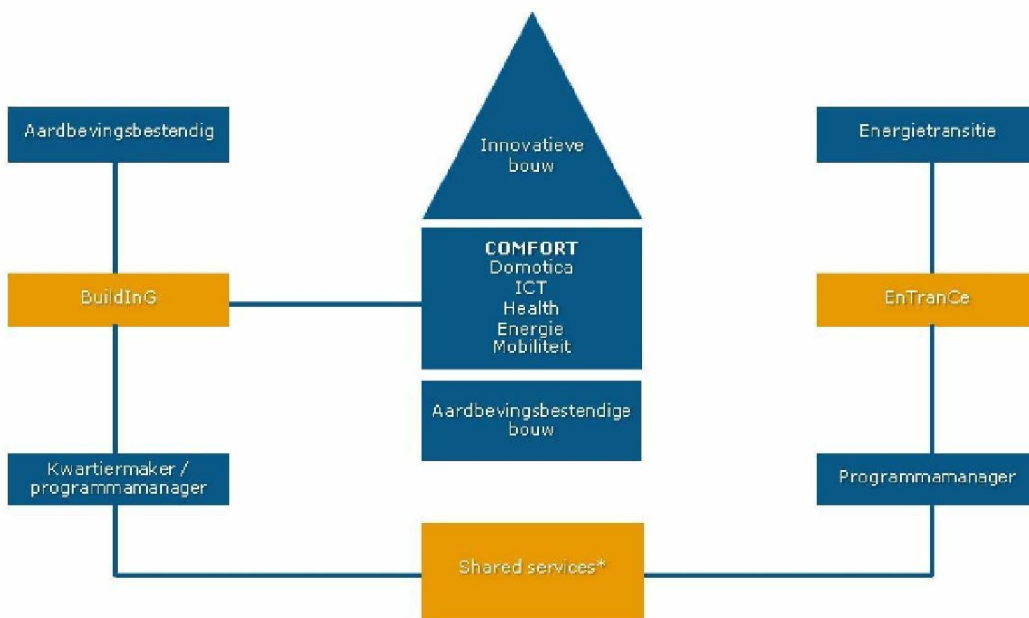 Aardbevingsbestendig
Innovatieve
bouw
Energietransitie
BuildInG
COMFORT
Domotica
ICT
Health
Energie
Mobiliteit
EnTranCe
Aardbevingsbestendige
bouw
Kwartiermaker /
programmamanager
Programmamanager
Shared services*